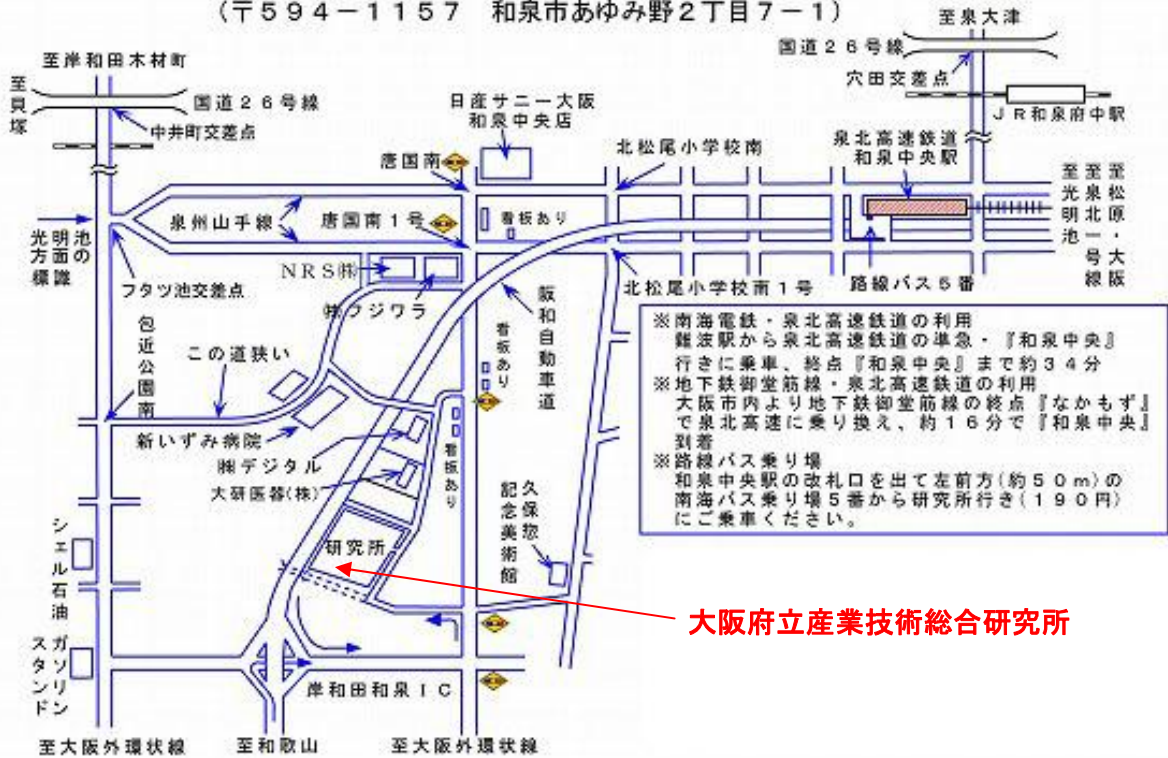 (〒594-1157 和泉市あゆみ野2丁目7-1)
至泉大津
国道26号線
穴田交差点
JR和泉府中駅
至岸和田木材町
至貝塚
国道26号線
中井町交差点
日産サニー大阪
和泉中央店
唐国南
北松尾小学校南
泉北高速鉄道
和泉中央駅
至光明池
至泉北一号線
至松原・大阪
泉州山手線
唐国南1号
看板あり
光明池の
方面標識
フタツ池交差点
NRS㈱
㈱フジワラ
阪和自動車道
北松尾小学校南1号
路線バス5番
包近公園南
この道狭い
看板あり
新いずみ病院
㈱デジタル
大研医器(株)
看板あり
※南海電鉄・泉北高速鉄道の利用
難波駅から泉北高速鉄道の準急・『和泉中央』
行きに乗車、終点『和泉中央』まで約34分
※地下鉄御堂筋線・泉北高速鉄道の利用
大阪市内より地下鉄御堂筋線の終点『なかもず』
で泉北高速に乗り換え、約16分で『和泉中央』
到着
※路線バス乗り場
和泉中央駅の改札口を出て左前方(約50m)の
南海バス乗り場5番から研究所行き(190円)
にご乗車ください。
久保惣
記念美術館
シェル石油
研究所
大阪府立産業技術総合研究所
ガソリン
スタンド
岸和田和泉IC
至大阪外環状線
至和歌山
至大阪外環状線